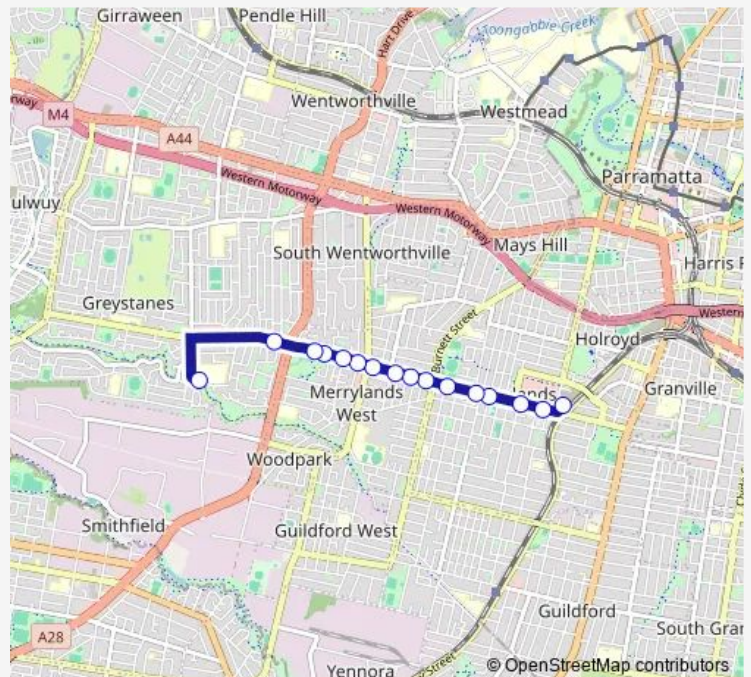 Girraween
Pendle Hill
Hart Drive
Toongabbie Creek
Wentworthville
Westmead
M4
A44
Parramatta
Western Motorway
Western Motorway
Mays Hill
South Wentworthville
Harris P
Greystanes
Western
Burnett Street
Holroyd
Granville
Merrylands
West
lands
Woodpark
Smithfield
Guildford West
Guildford
A28
South Gran
Yennora
Street
© OpenStreetMap contributors